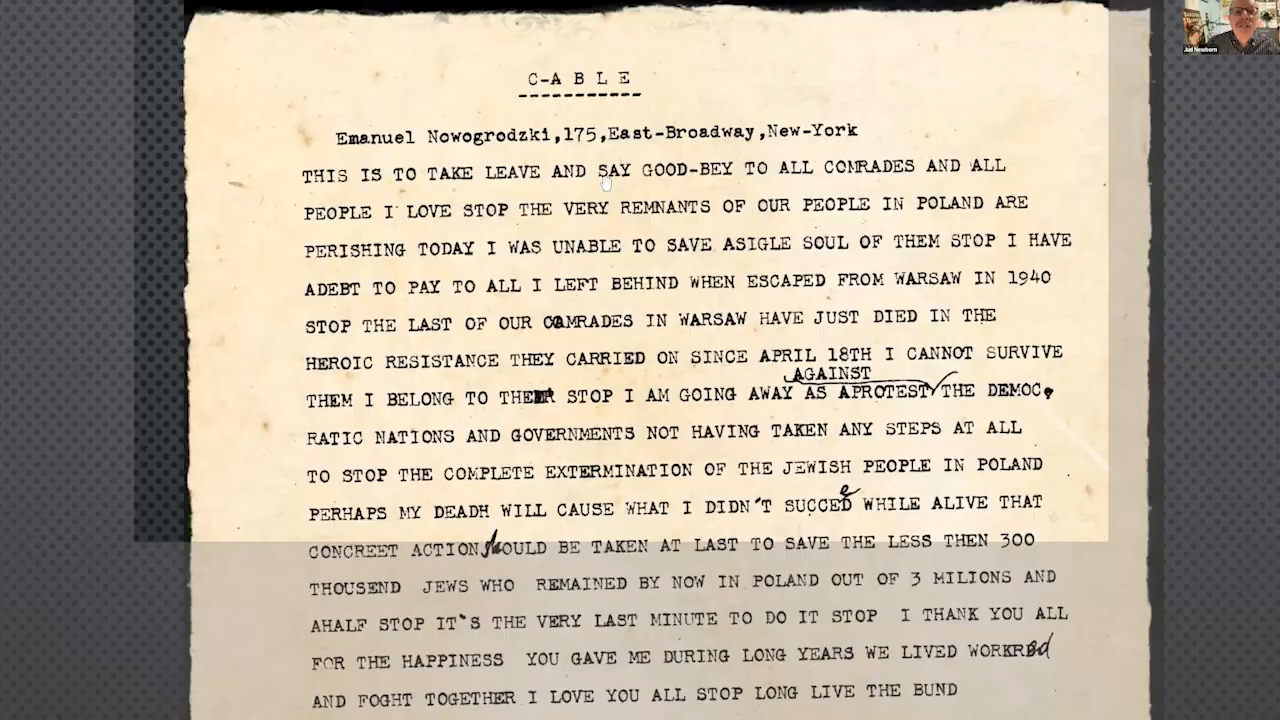 Jud Newborn
C-A B L E
Emanuel Nowogrodzki,175,East-Broadway,New-York
THIS IS TO TAKE LEAVE AND SAY GOOD-BEY TO ALL COMRADES AND ALL
PEOPLE I LOVE STOP THE VERY REMNANTS OF OUR PEOPLE IN POLAND ARE
PERISHING TODAY I WAS UNABLE TO SAVE ASIGLE SOUL OF THEM STOP I HAVE
ADEBT TO PAY TO ALL I LEFT BEHIND WHEN ESCAPED FROM WARSAW IN 1940
STOP THE LAST OF OUR COMRADES IN WARSAW HAVE JUST DIED IN THE
HEROIC RESISTANCE THEY CARRIED ON SINCE APRIL 18TH I CANNOT SURVIVE
AGAINST
THEM I BELONG TO THEM STOP I AM GOING AWAY AS APROTEST THE DEMOC-
RATIC NATIONS AND GOVERNMENTS NOT HAVING TAKEN ANY STEPS AT ALL
TO STOP THE COMPLETE EXTERMINATION OF THE JEWISH PEOPLE IN POLAND
PERHAPS MY DEADH WILL CAUSE WHAT I DIDN'T SUCCEeD WHILE ALIVE THAT
CONCREET ACTION shOULD BE TAKEN AT LAST TO SAVE THE LESS THEN 300
THOUSEND JEWS WHO REMAINED BY NOW IN POLAND OUT OF 3 MILIONS AND
AHALF STOP IT'S THE VERY LAST MINUTE TO DO IT STOP I THANK YOU ALL
FOR THE HAPPINESS YOU GAVE ME DURING LONG YEARS WE LIVED WORKRed
AND FOGHT TOGETHER I LOVE YOU ALL STOP LONG LIVE THE BUND